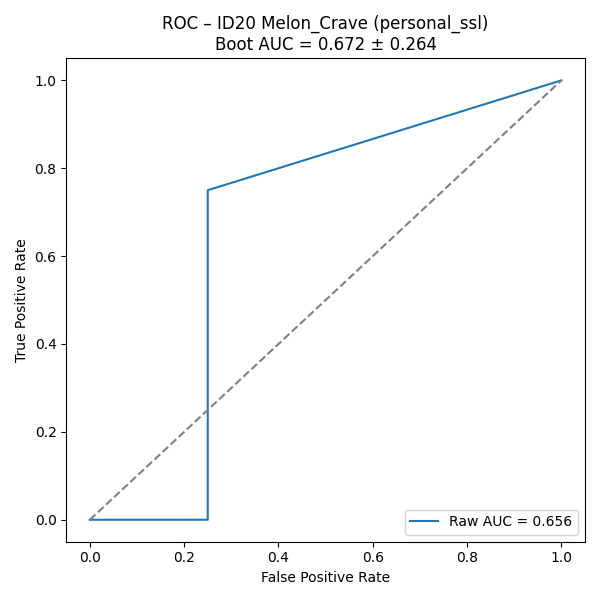 ROC – ID20 Melon_Crave (personal_ssl)
Boot AUC = 0.672 ± 0.264
True Positive Rate
1.0
0.8
0.6
0.4
0.2
0.0
Raw AUC = 0.656
0.0 0.2 0.4 0.6 0.8 1.0
False Positive Rate